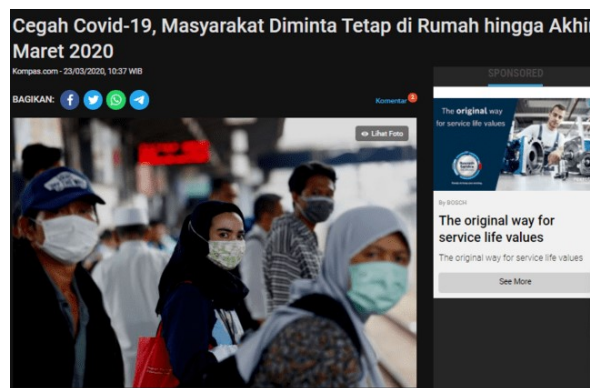 Cegah Covid-19, Masyarakat Diminta Tetap di Rumah hingga Akhir
Maret 2020
Kompas.com - 23/03/2020, 10:37 WIB
BAGIKAN:
Komentar 1
Lihat Foto
SPONSORED
The original way
for service life values
By BOSCH
The original way for
service life values
The original way for service life values
See More